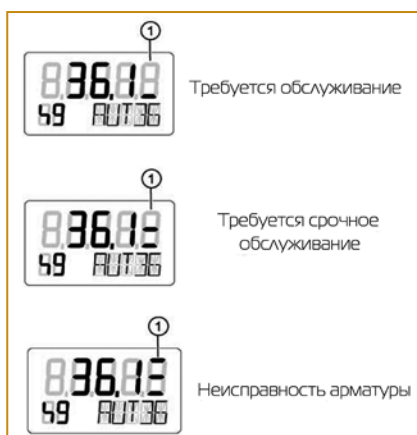 ①
36,1_
Требуется обслуживание
49 AUT36
①
36,1=
Требуется срочное
обслуживание
49 AUT36
①
36,1≡
Неисправность арматуры
49 AUT36